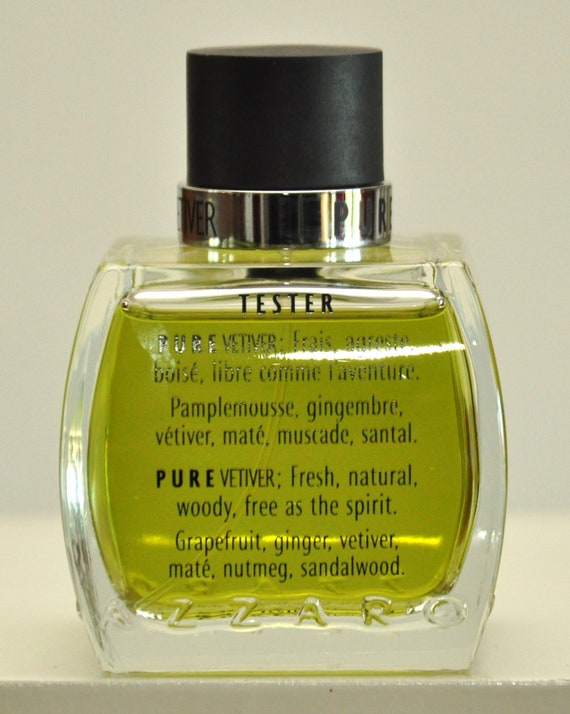 ETIVER PURE
TESTER
PURE VETIVER; Frais, agreste,
boisé, libre comme l'aventure.
Pamplemousse, gingembre,
vétiver, maté, muscade, santal.
PURE VETIVER; Fresh, natural,
woody, free as the spirit.
Grapefruit, ginger, vetiver,
maté, nutmeg, sandalwood.
AZZARO